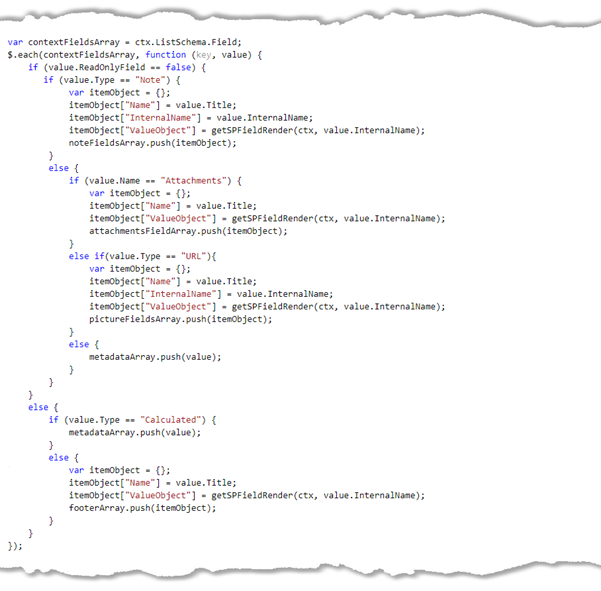 var contextFieldsArray = ctx.ListSchema.Field;
$.each(contextFieldsArray, function (key, value) {
    if (value.ReadOnlyField == false) {
       if (value.Type == "Note") {
            var itemObject = {};
            itemObject["Name"] = value.Title;
            itemObject["InternalName"] = value.InternalName;
            itemObject["ValueObject"] = getSPFieldRender(ctx, value.InternalName);
            noteFieldsArray.push(itemObject);
        }
        else {
            if (value.Name == "Attachments") {
                var itemObject = {};
                itemObject["Name"] = value.Title;
                itemObject["ValueObject"] = getSPFieldRender(ctx, value.InternalName);
                attachmentsFieldArray.push(itemObject);
            }
            else if(value.Type == "URL"){
                var itemObject = {};
                itemObject["Name"] = value.Title;
                itemObject["InternalName"] = value.InternalName;
                itemObject["ValueObject"] = getSPFieldRender(ctx, value.InternalName);
                pictureFieldsArray.push(itemObject);
            }
            else {
                metadataArray.push(value);
            }
        }
    }
    else {
        if (value.Type == "Calculated") {
            metadataArray.push(value);
        }
        else {
            var itemObject = {};
            itemObject["Name"] = value.Title;
            itemObject["ValueObject"] = getSPFieldRender(ctx, value.InternalName);
            footerArray.push(itemObject);
        }
    }
});